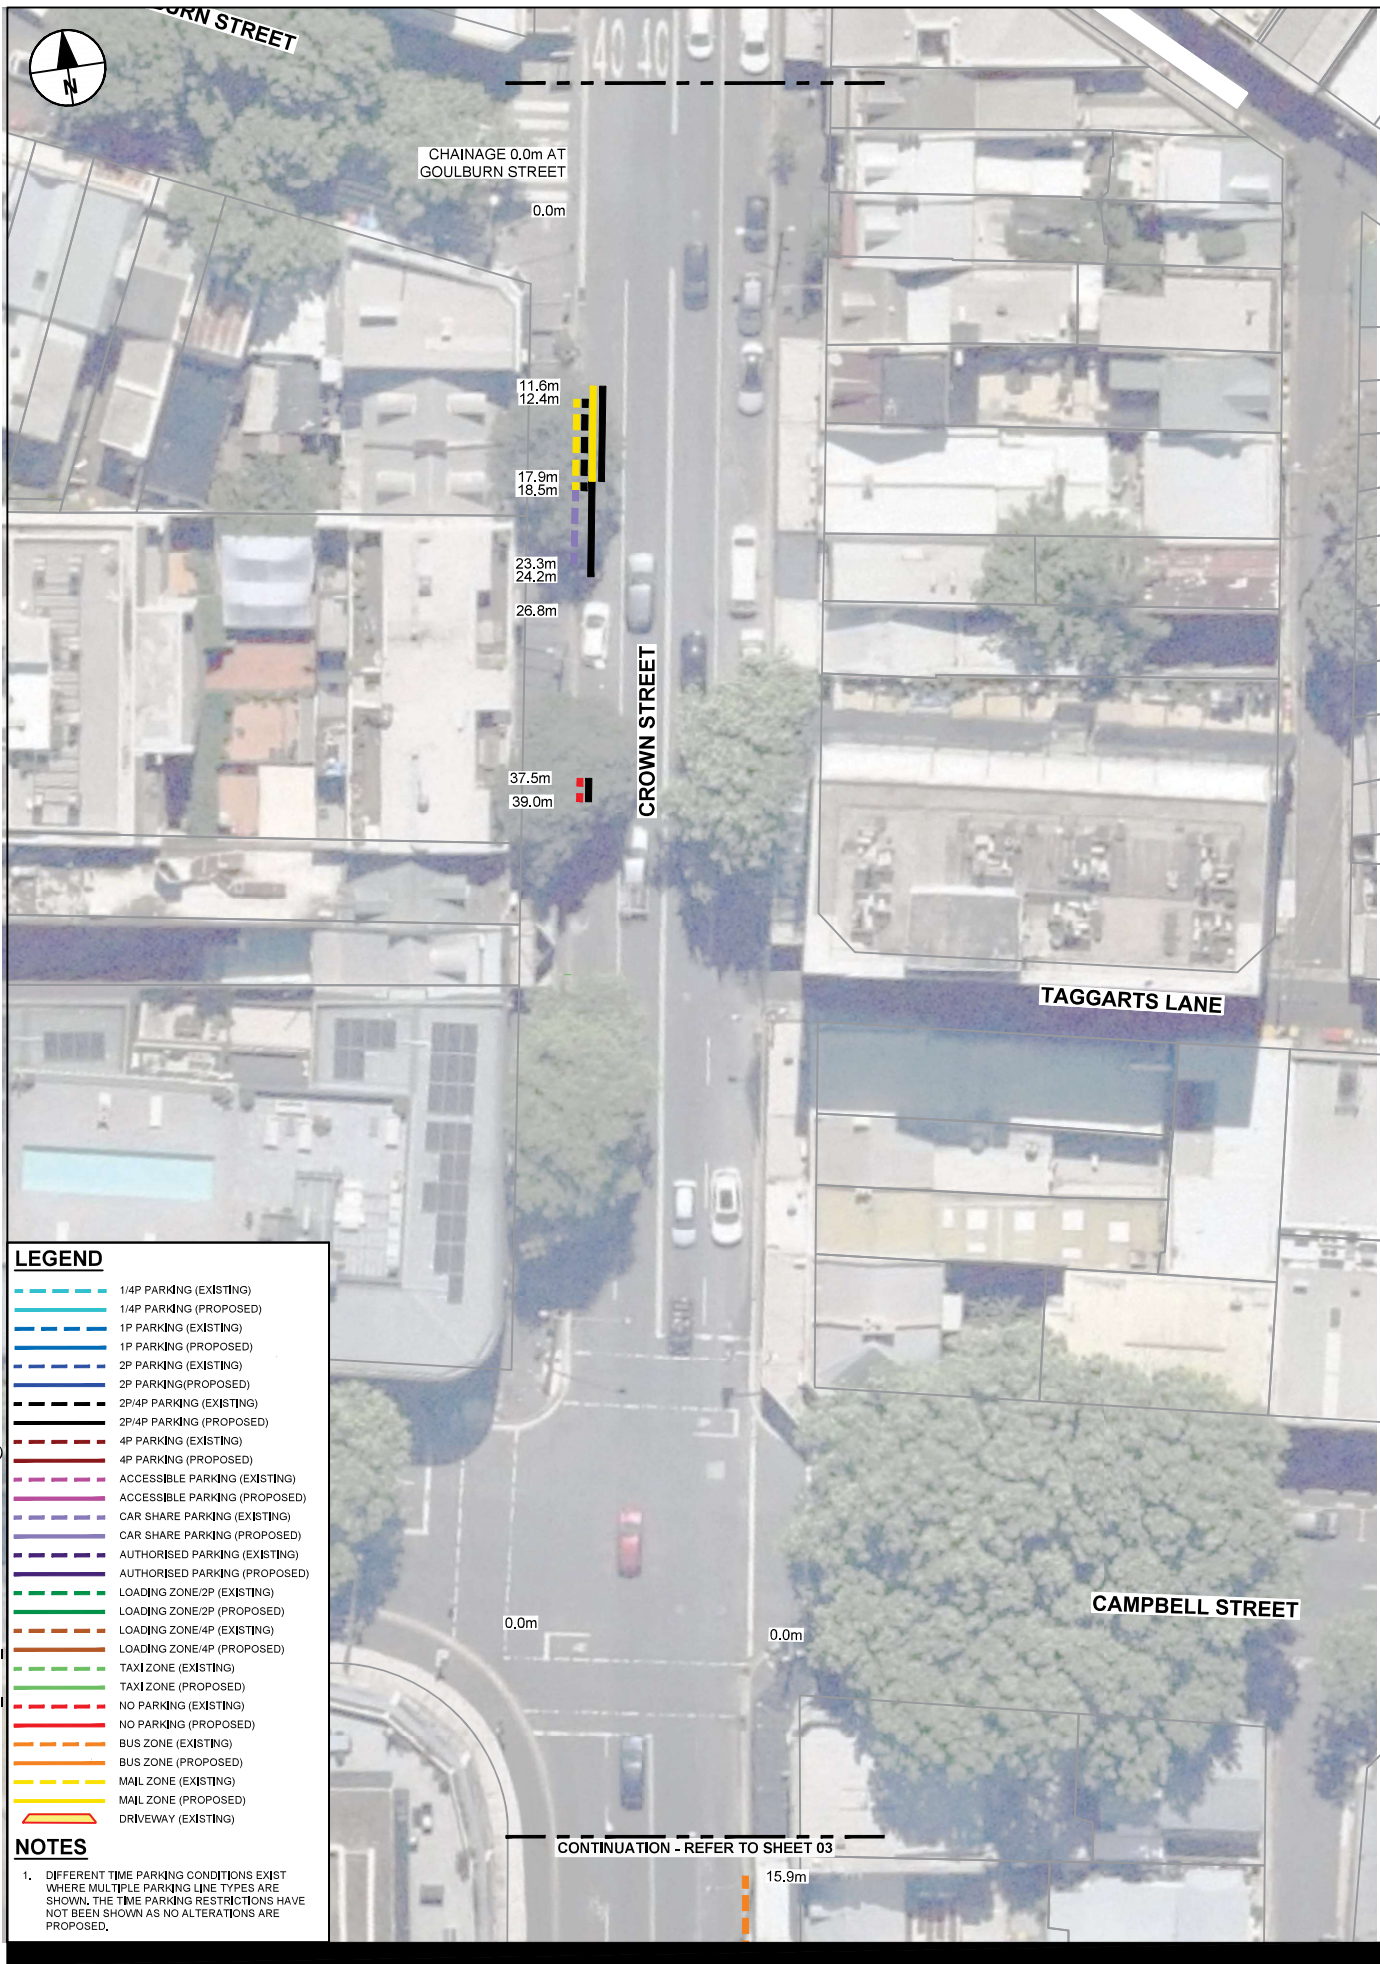 STREET
N
40 40
CHAINAGE 0.0m AT
GOULBURN STREET
0.0m
11.6m
12.4m
17.9m
18.5m
23.3m
24.2m
26.8m
CROWN STREET
37.5m
39.0m
TAGGARTS LANE
CAMPBELL STREET
0.0m
0.0m
CONTINUATION - REFER TO SHEET 03
15.9m
LEGEND
1/4P PARKING (EXISTING)
1/4P PARKING (PROPOSED)
1P PARKING (EXISTING)
1P PARKING (PROPOSED)
2P PARKING (EXISTING)
2P PARKING(PROPOSED)
2P/4P PARKING (EXISTING)
2P/4P PARKING (PROPOSED)
4P PARKING (EXISTING)
4P PARKING (PROPOSED)
ACCESSIBLE PARKING (EXISTING)
ACCESSIBLE PARKING (PROPOSED)
CAR SHARE PARKING (EXISTING)
CAR SHARE PARKING (PROPOSED)
AUTHORISED PARKING (EXISTING)
AUTHORISED PARKING (PROPOSED)
LOADING ZONE/2P (EXISTING)
LOADING ZONE/2P (PROPOSED)
LOADING ZONE/4P (EXISTING)
LOADING ZONE/4P (PROPOSED)
TAXI ZONE (EXISTING)
TAXI ZONE (PROPOSED)
NO PARKING (EXISTING)
NO PARKING (PROPOSED)
BUS ZONE (EXISTING)
BUS ZONE (PROPOSED)
MAIL ZONE (EXISTING)
MAIL ZONE (PROPOSED)
DRIVEWAY (EXISTING)
NOTES
1. DIFFERENT TIME PARKING CONDITIONS EXIST
WHERE MULTIPLE PARKING LINE TYPES ARE
SHOWN. THE TIME PARKING RESTRICTIONS HAVE
NOT BEEN SHOWN AS NO ALTERATIONS ARE
PROPOSED.